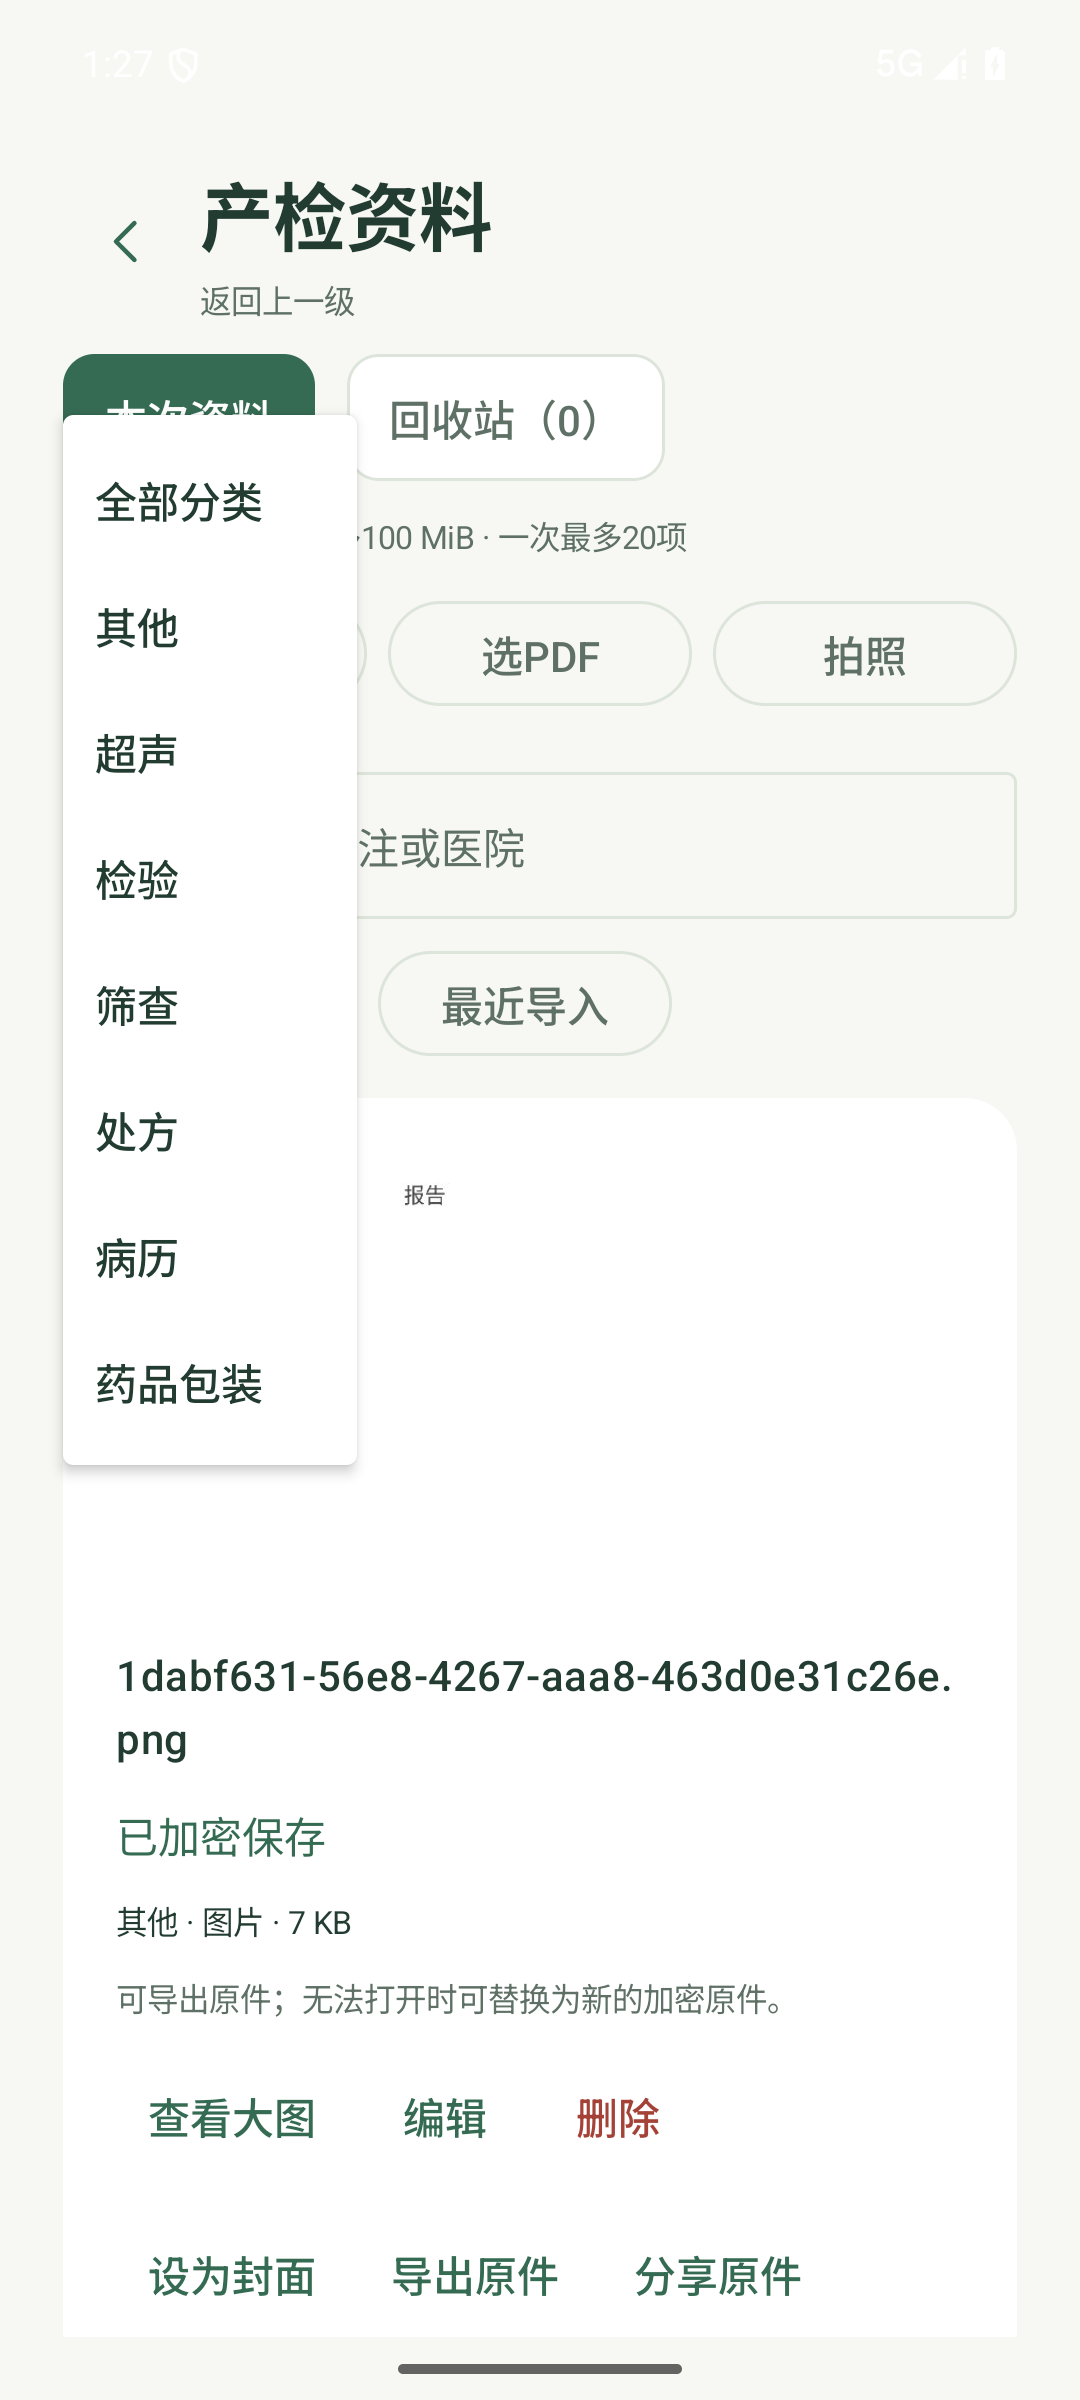 1:27 5G
产检资料
返回上一级
回收站（0）
全部分类
100 MiB · 一次最多20项
其他
选PDF
拍照
超声
注或医院
检验
筛查
最近导入
处方
报告
病历
药品包装
1dabf631-56e8-4267-aaa8-463d0e31c26e.
png
已加密保存
其他 · 图片 · 7 KB
可导出原件；无法打开时可替换为新的加密原件。
查看大图 编辑 删除
设为封面 导出原件 分享原件